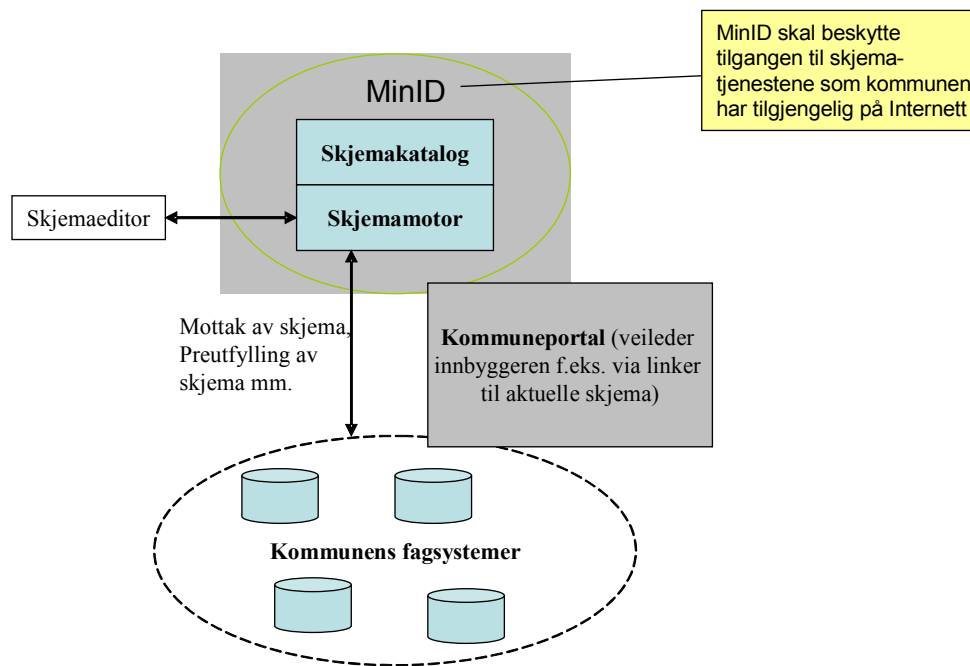 MinID skal beskytte
tilgangen til skjema-
tjenestene som kommunen
har tilgjengelig på Internett
MinID
Skjemakatalog
Skjemaeditor
Skjemamotor
Mottak av skjema,
Preutfylling av
skjema mm.
Kommuneportal (veileder
innbyggeren f.eks. via linker
til aktuelle skjema)
Kommunens fagsystemer